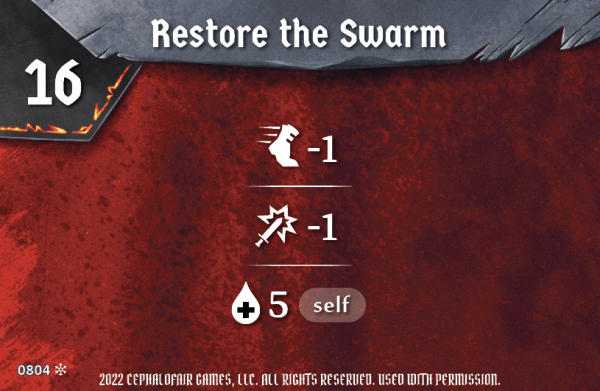 Restore the Swarm
16
-1
-1
5 self
0804
2022 CEPHALOFAIR GAMES, LLC. ALL RIGHTS RESERVED. USED WITH PERMISSION.